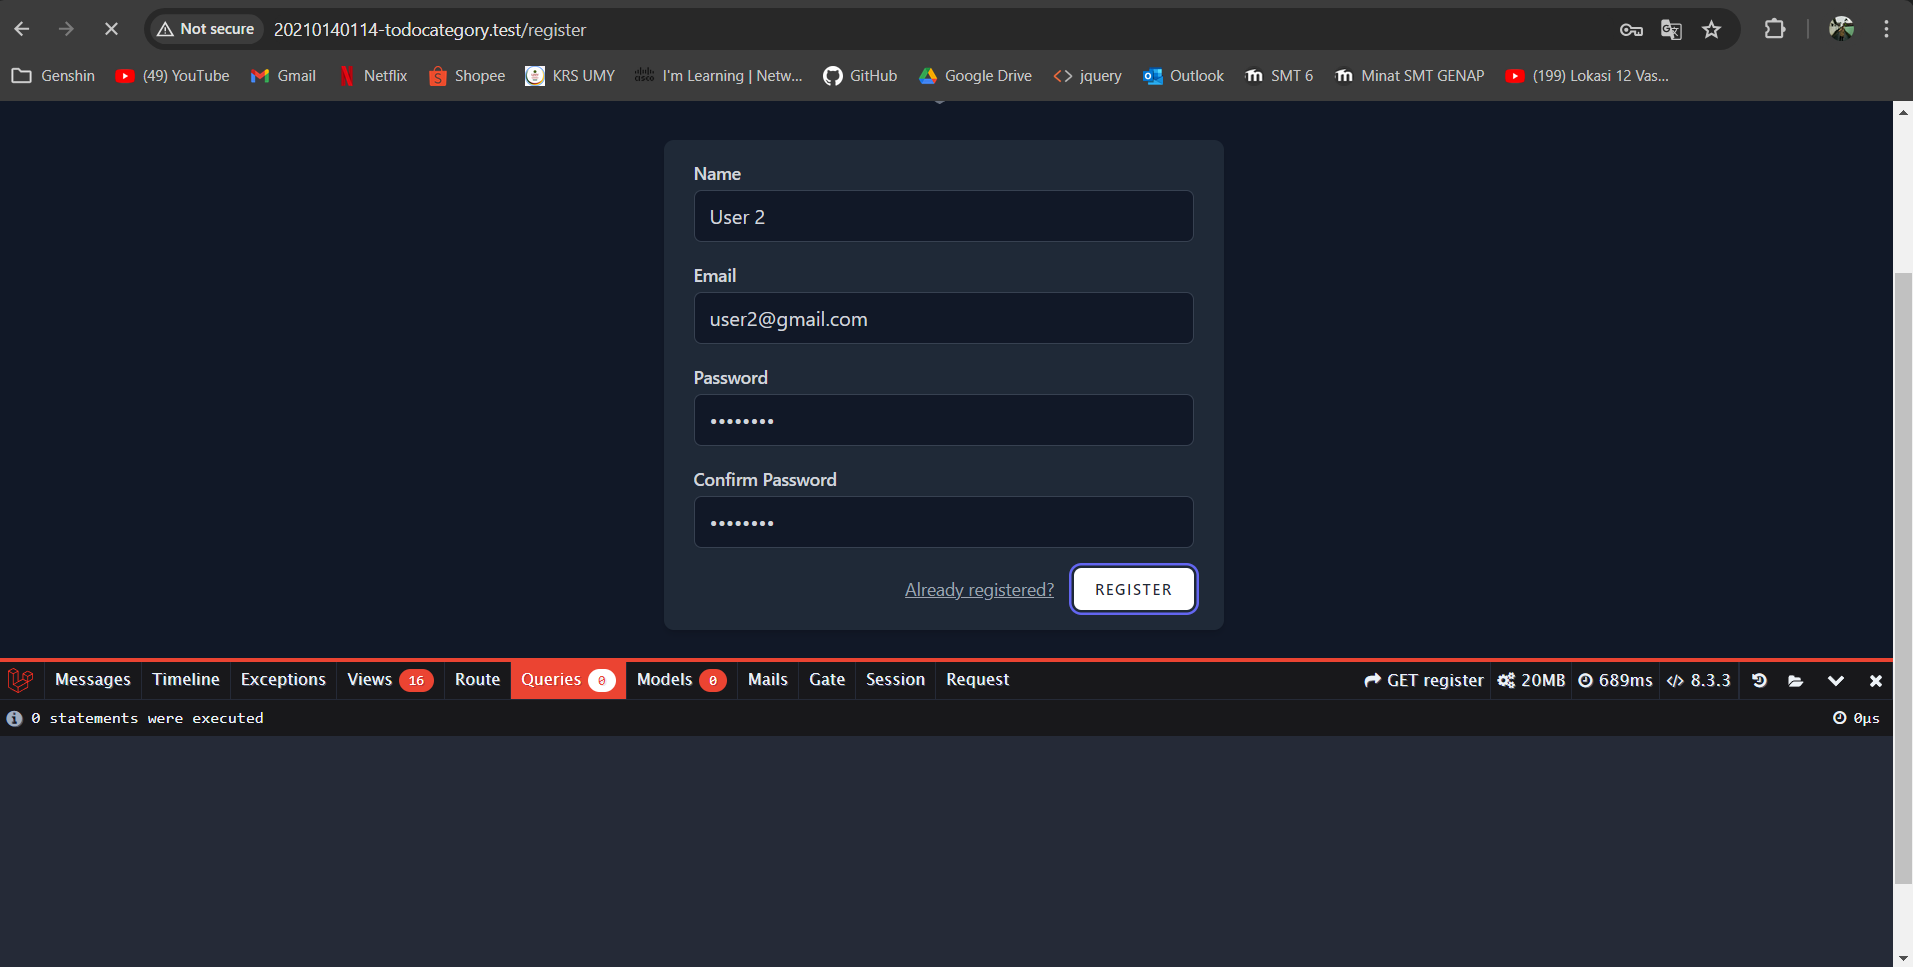 Not secure 20210140114-todocategory.test/register
Genshin (49) YouTube Gmail Netflix Shopee KRS UMY I'm Learning | Netw... GitHub Google Drive jquery Outlook SMT 6 Minat SMT GENAP (199) Lokasi 12 Vas...
Name
User 2
Email
user2@gmail.com
Password
••••••••
Confirm Password
••••••••
Already registered? REGISTER
Messages Timeline Exceptions Views 16 Route Queries 0 Models 0 Mails Gate Session Request GET register 20MB 689ms 8.3.3
0 statements were executed 0μs